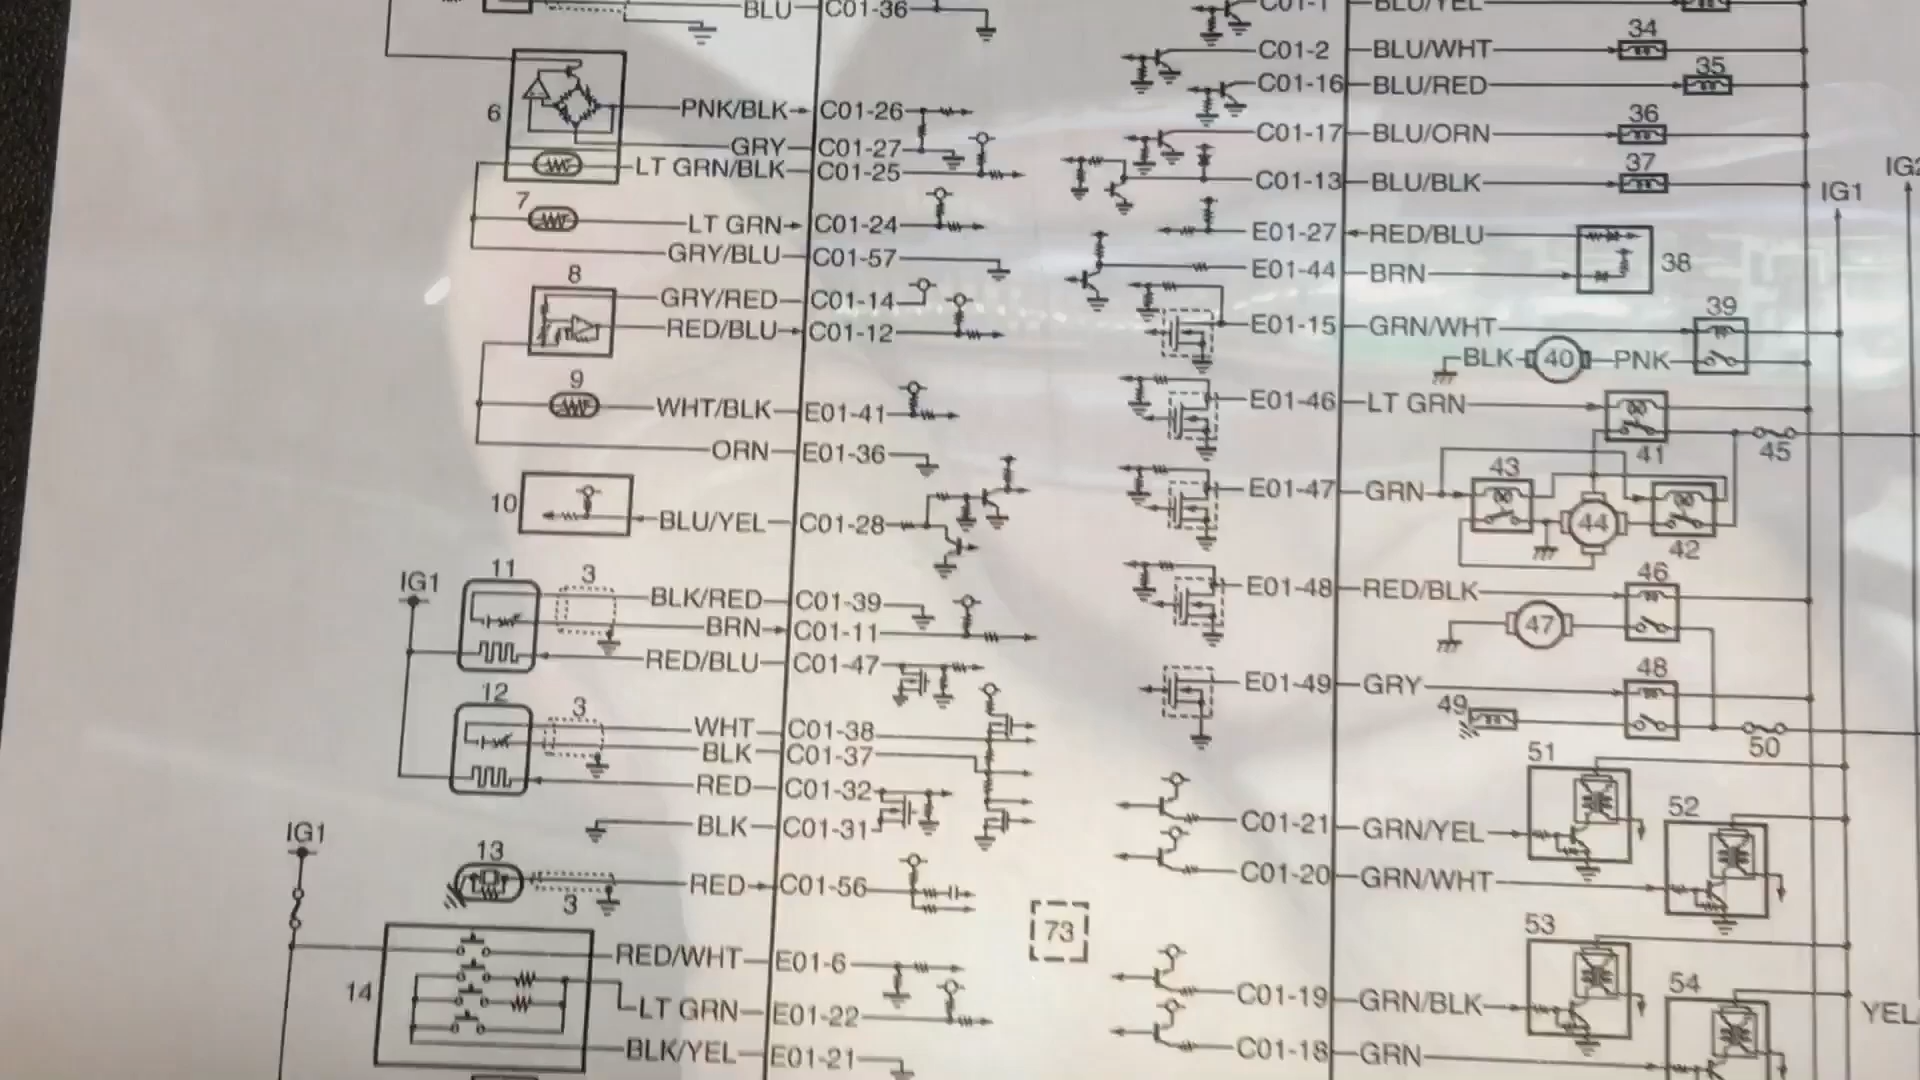 BLU C01-36
6
PNK/BLK C01-26
GRY C01-27
LT GRN/BLK C01-25
7
LT GRN C01-24
GRY/BLU C01-57
8
GRY/RED C01-14
RED/BLU C01-12
9
WHT/BLK E01-41
ORN E01-36
10
BLU/YEL C01-28
IG1
11
3
BLK/RED C01-39
BRN C01-11
RED/BLU C01-47
12
3
WHT C01-38
BLK C01-37
RED C01-32
BLK C01-31
IG1
13
3
RED C01-56
14
RED/WHT E01-6
LT GRN E01-22
BLK/YEL E01-21
73
C01-1 BLU/YEL
C01-2 BLU/WHT 34
C01-16 BLU/RED 35
C01-17 BLU/ORN 36
C01-13 BLU/BLK 37
IG1
IG2
E01-27 RED/BLU
E01-44 BRN
38
39
E01-15 GRN/WHT
BLK 40 PNK
E01-46 LT GRN
41
45
43
E01-47 GRN
44
42
46
E01-48 RED/BLK
47
48
E01-49 GRY
49
50
51
52
C01-21 GRN/YEL
C01-20 GRN/WHT
53
54
C01-19 GRN/BLK
YEL
C01-18 GRN